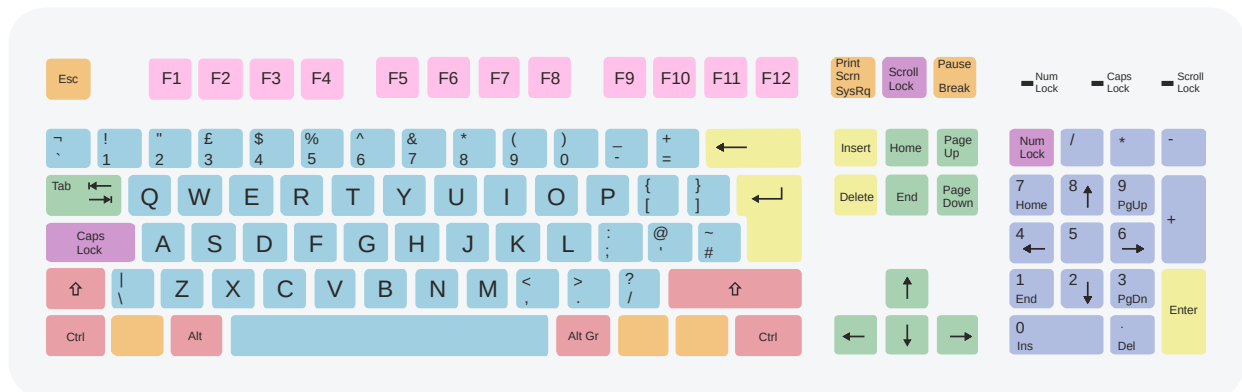 Esc F1 F2 F3 F4 F5 F6 F7 F8 F9 F10 F11 F12
Print
Scrn
SysRq
Scroll
Lock
Pause
Break
Num
Lock
Caps
Lock
Scroll
Lock
¬ ! " £ $ % ^ & * ( ) _ +
` 1 2 3 4 5 6 7 8 9 0 - =
Insert Home
Page
Up
Num
Lock
/ * -
Tab Q W E R T Y U I O P
{ }
[ ]
Delete End
Page
Down
7 8 9
Home PgUp
+
Caps
Lock
A S D F G H J K L
: @ ~
; ' #
4 5 6
|
\
Z X C V B N M
< > ?
, . /
1 2 3
End PgDn
Enter
Ctrl Alt Alt Gr Ctrl
0 .
Ins Del